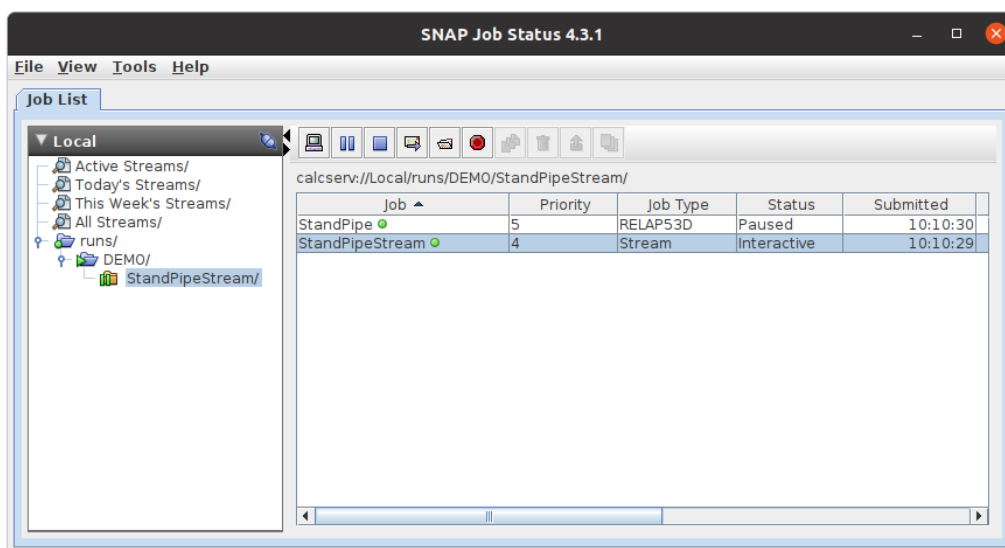 SNAP Job Status 4.3.1
File View Tools Help
Job List
Local
Active Streams/
Today's Streams/
This Week's Streams/
All Streams/
runs/
DEMO/
StandPipeStream/
calcserv://Local/runs/DEMO/StandPipeStream/
Job Priority Job Type Status Submitted
StandPipe 5 RELAP53D Paused 10:10:30
StandPipeStream 4 Stream Interactive 10:10:29